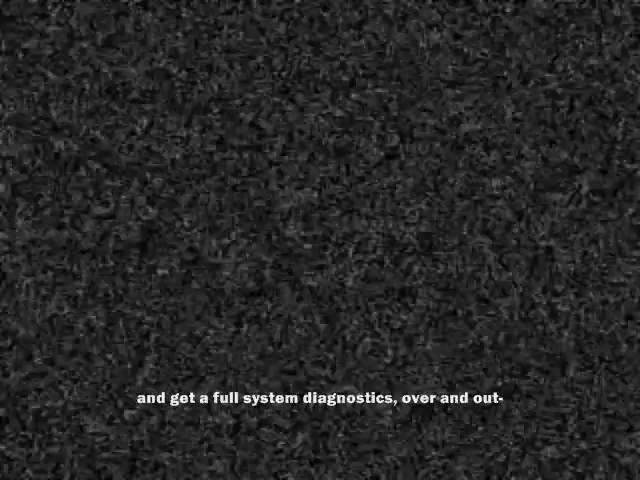 and get a full system diagnostics, over and out-